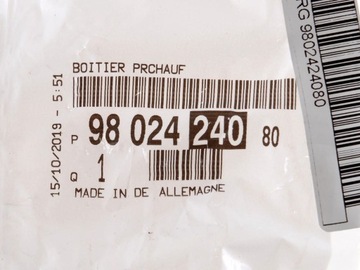 BOITIER PRCHAUF
P 98 024 240 80
Q 1
MADE IN DE ALLEMAGNE
15/10/2019 - 5:51
RG 9802424080